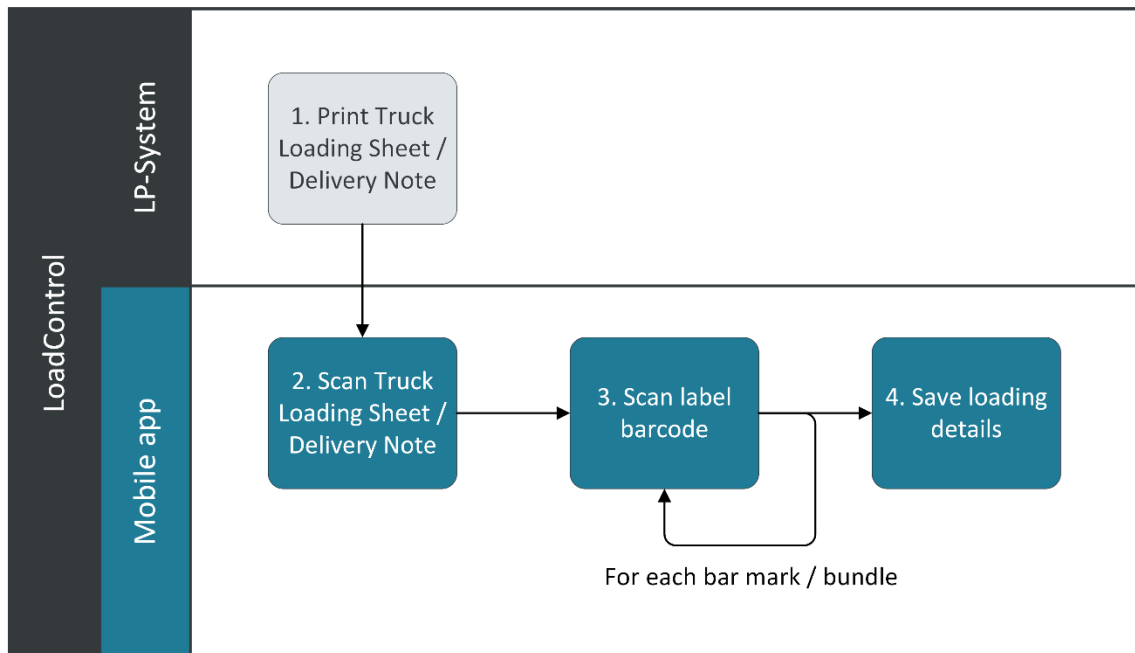 LoadControl
LP-System
1. Print Truck
Loading Sheet /
Delivery Note
Mobile app
2. Scan Truck
Loading Sheet /
Delivery Note
3. Scan label
barcode
4. Save loading
details
For each bar mark / bundle